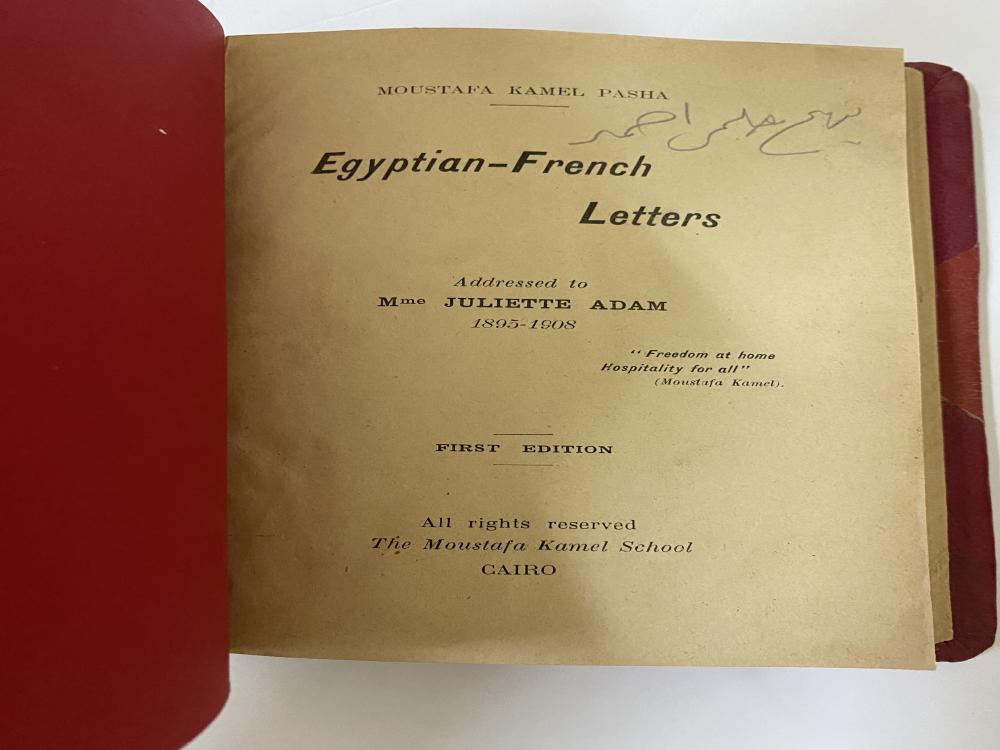 MOUSTAFA KAMEL PASHA
احمد
Egyptian-French
Letters
Addressed to
Mme JULIETTE ADAM
1895-1908
"Freedom at home
Hospitality for all"
(Moustafa Kamel).
FIRST EDITION
All rights reserved
The Moustafa Kamel School
CAIRO